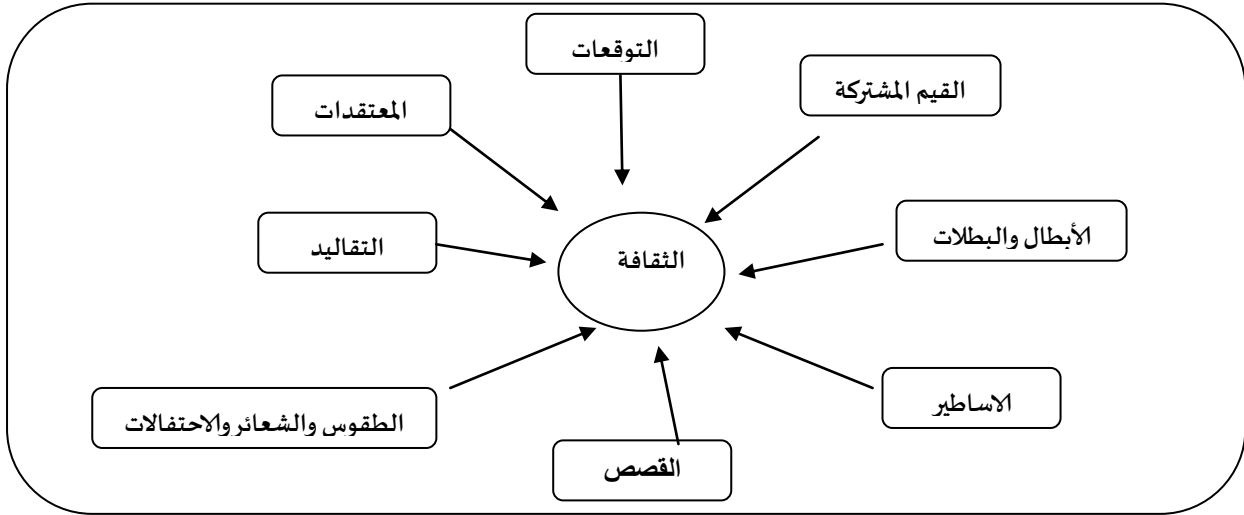 التوقعات
القيم المشتركة
المعتقدات
الأبطال والبطلات
التقاليد
الثقافة
الاساطير
الطقوس والشعائر والاحتفالات
القصص